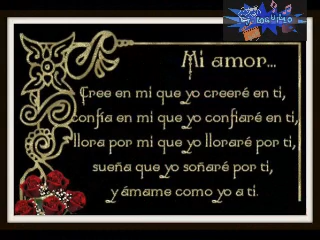 Mi amor...
Cree en mi que yo creeré en ti,
confía en mi que yo confiaré en ti,
llora por mi que yo lloraré por ti,
sueña que yo soñaré por ti,
y ámame como yo a ti.